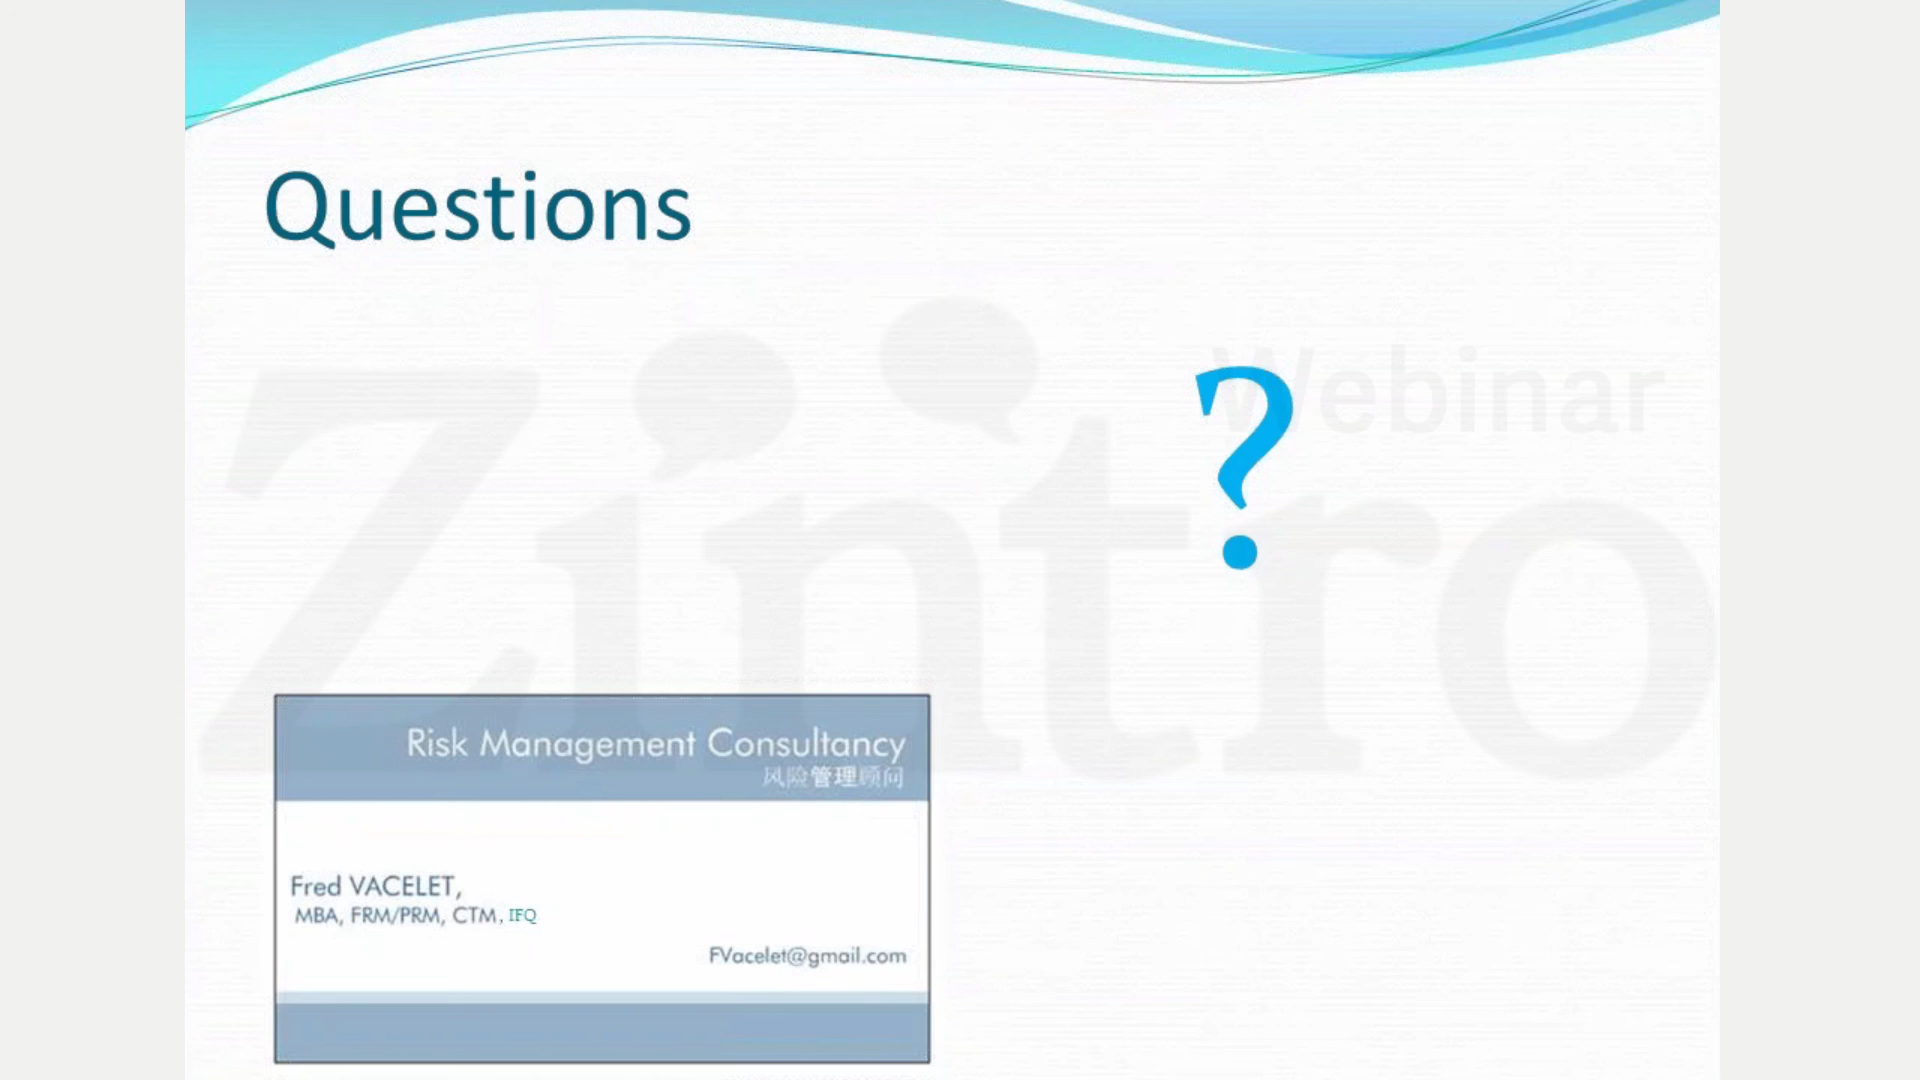 Questions
Webinar
Zintro
?
Risk Management Consultancy
风险管理顾问
Fred VACELET,
MBA, FRM/PRM, CTM, IFQ
FVacelet@gmail.com